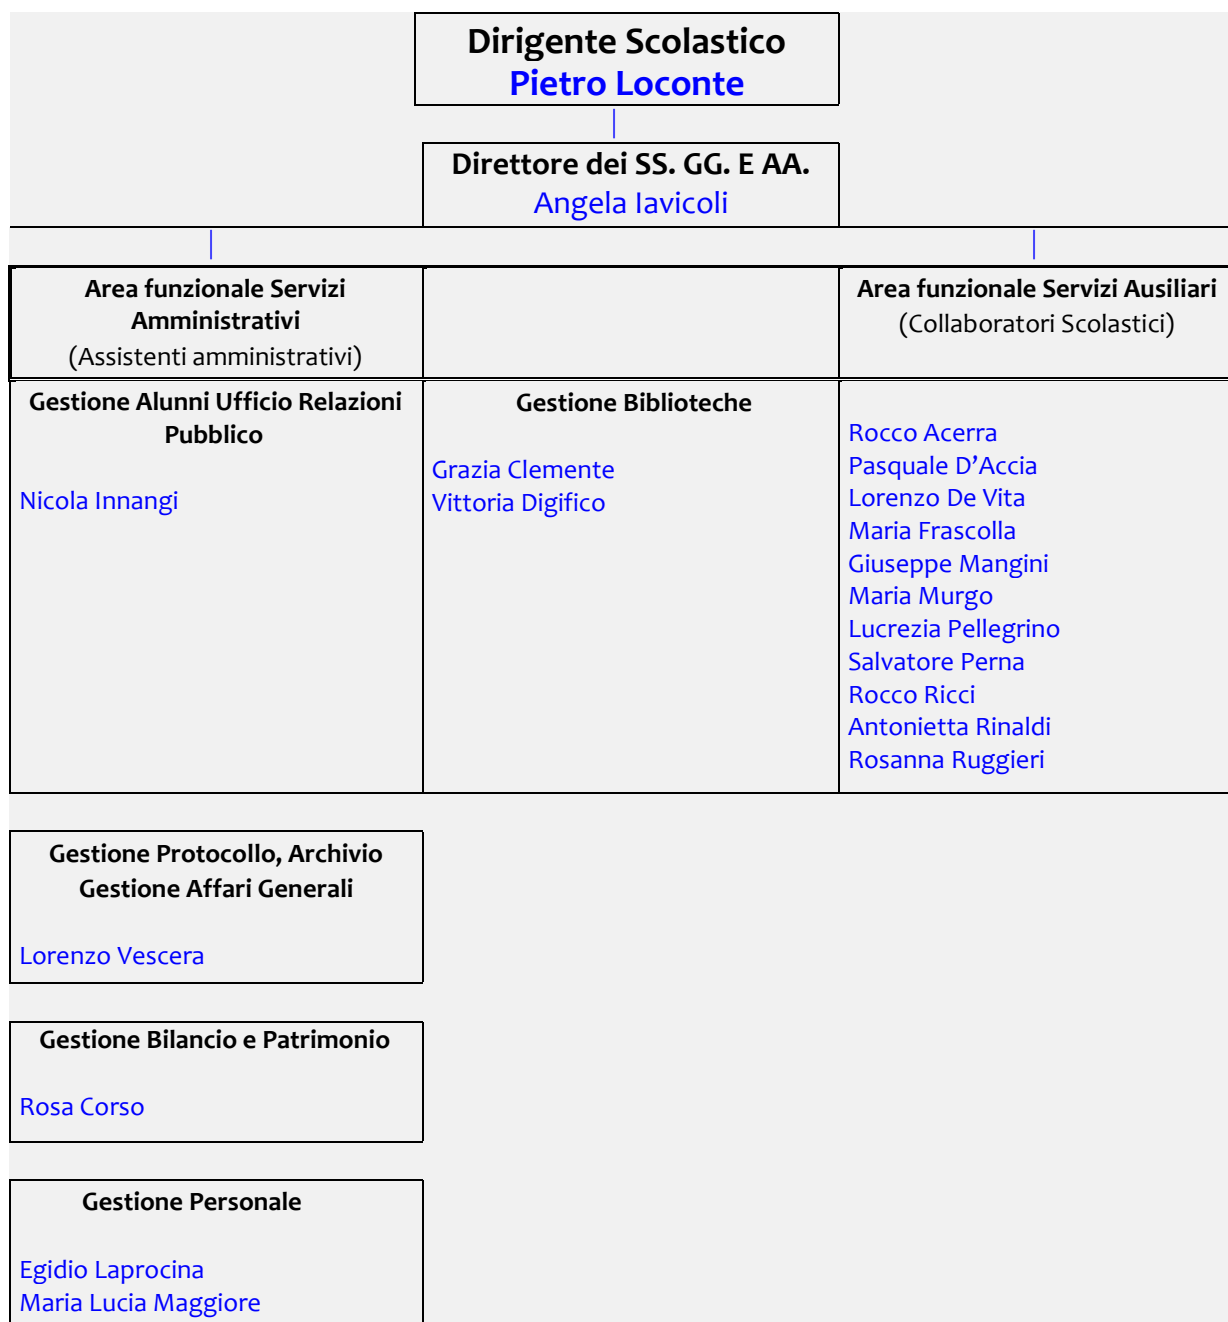 Dirigente Scolastico
Pietro Loconte
Direttore dei SS. GG. E AA.
Angela Iavicoli
Area funzionale Servizi
Amministrativi
(Assistenti amministrativi)
Area funzionale Servizi Ausiliari
(Collaboratori Scolastici)
Gestione Alunni Ufficio Relazioni
Pubblico
Nicola Innangi
Gestione Biblioteche
Grazia Clemente
Vittoria Digifico
Rocco Acerra
Pasquale D’Accia
Lorenzo De Vita
Maria Frascolla
Giuseppe Mangini
Maria Murgo
Lucrezia Pellegrino
Salvatore Perna
Rocco Ricci
Antonietta Rinaldi
Rosanna Ruggieri
Gestione Protocollo, Archivio
Gestione Affari Generali
Lorenzo Vescera
Gestione Bilancio e Patrimonio
Rosa Corso
Gestione Personale
Egidio Laprocina
Maria Lucia Maggiore